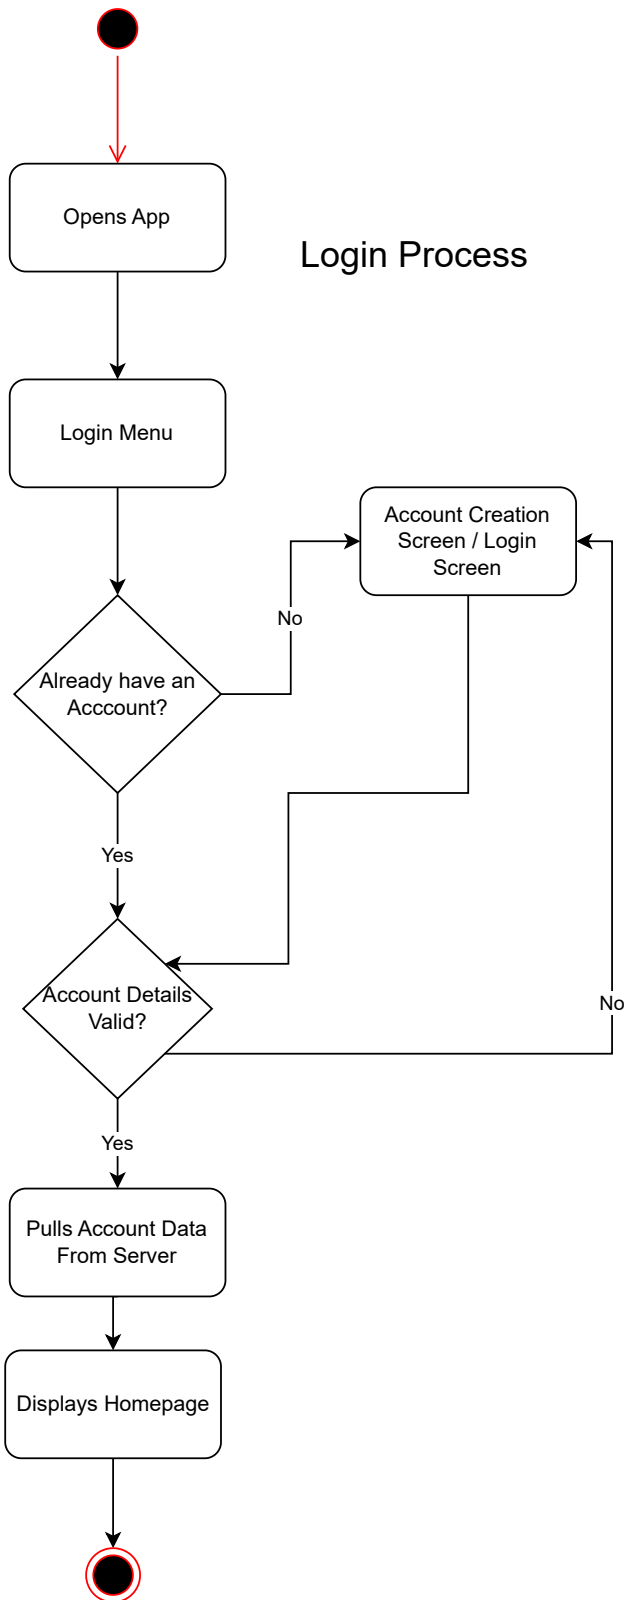 Opens App
Login Process
Login Menu
Account Creation
Screen / Login
Screen
No
Already have an
Acccount?
Yes
Account Details
Valid?
No
Yes
Pulls Account Data
From Server
Displays Homepage